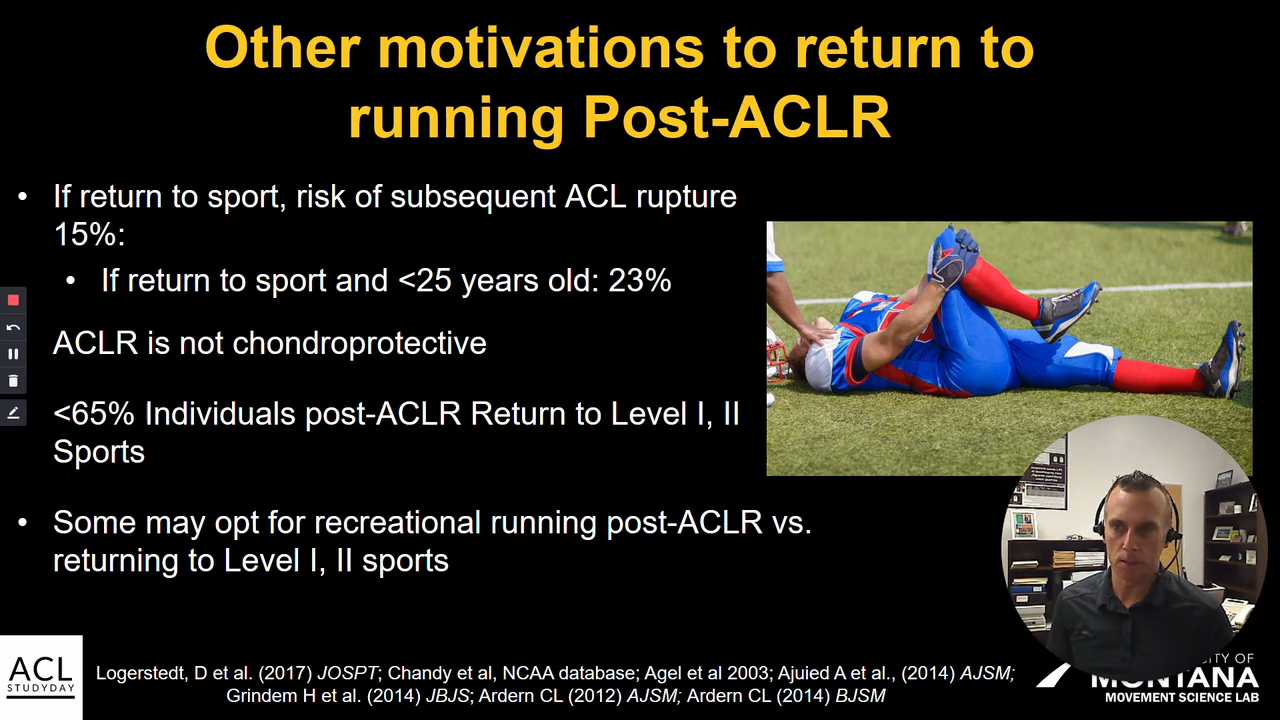 Other motivations to return to
running Post-ACLR
• If return to sport, risk of subsequent ACL rupture
15%:
• If return to sport and <25 years old: 23%
ACLR is not chondroprotective
<65% Individuals post-ACLR Return to Level I, II
Sports
• Some may opt for recreational running post-ACLR vs.
returning to Level I, II sports
ACL
STUDYDAY
Logerstedt, D et al. (2017) JOSPT; Chandy et al, NCAA database; Agel et al 2003; Ajuied A et al., (2014) AJSM;
Grindem H et al. (2014) JBJS; Ardern CL (2012) AJSM; Ardern CL (2014) BJSM
OF
MONTANA
MOVEMENT SCIENCE LAB